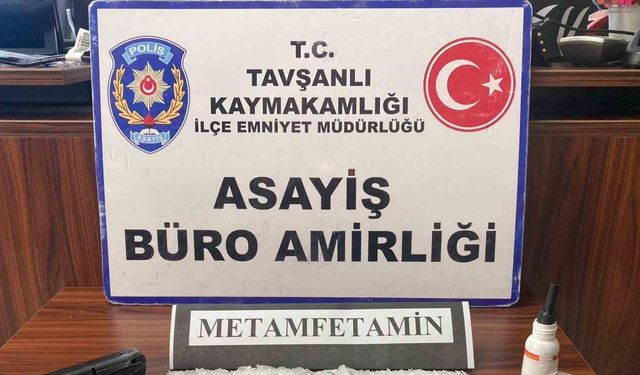 POLİS
ASAYİŞ
T.C.
TAVŞANLI
KAYMAKAMLIĞI
İLÇE EMNİYET MÜDÜRLÜĞÜ
ASAYİŞ
BÜRO AMİRLİĞİ
METAMFETAMİN